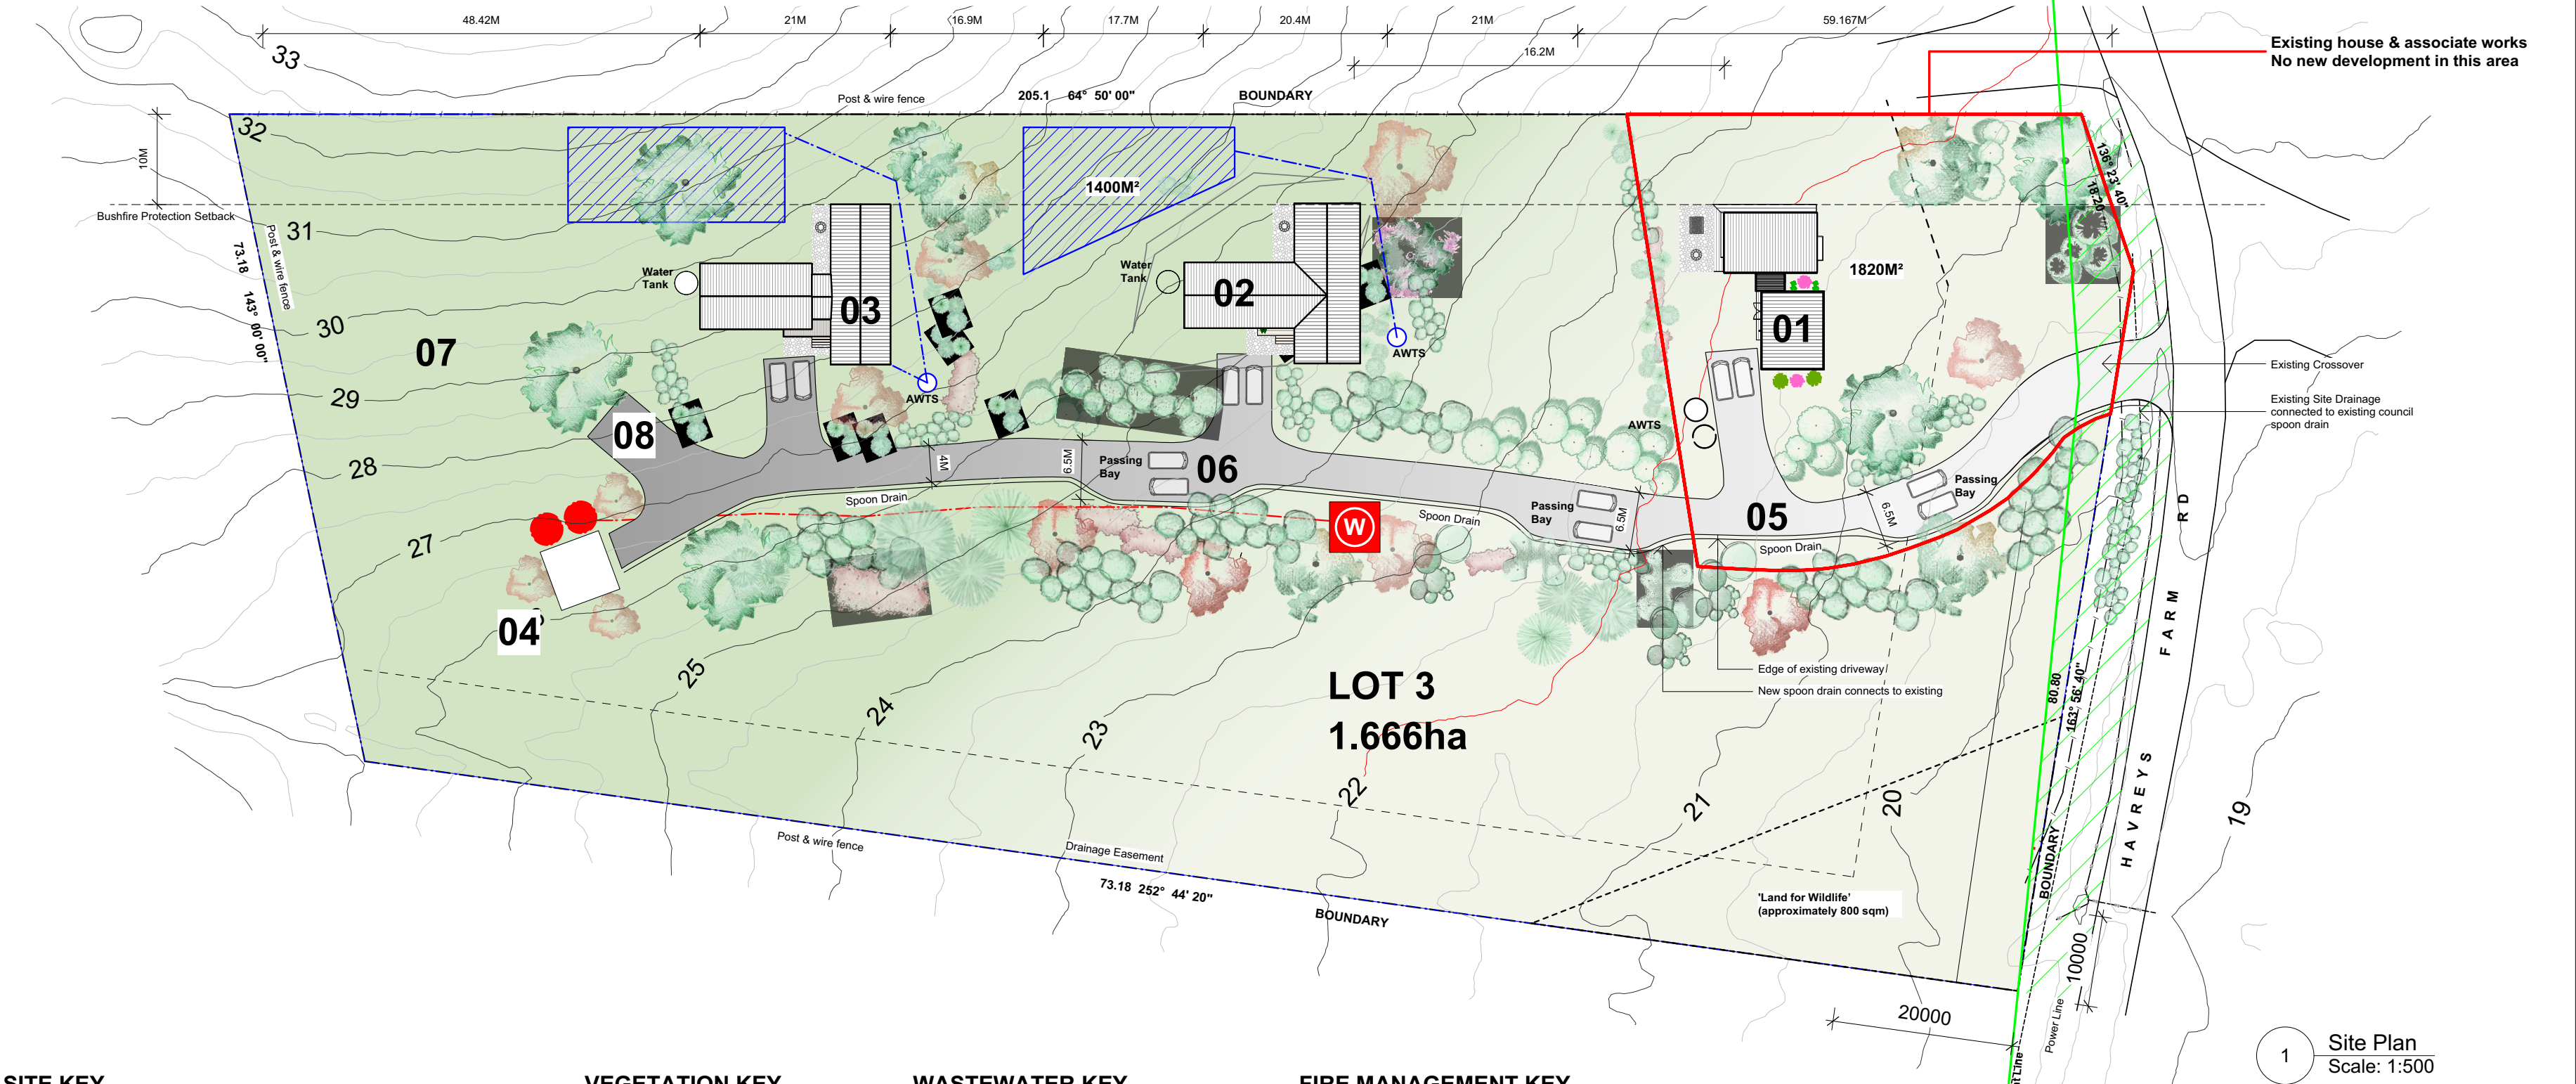 48.42M
21M
16.9M
17.7M
20.4M
21M
59.167M
16.2M
Existing house & associate works
No new development in this area
33
Post & wire fence
205.1 64° 50' 00"
BOUNDARY
32
10M
Bushfire Protection Setback
136° 23' 40"
18.20
1400M²
31
73.18 143° 00' 00"
Post & wire fence
Water
Tank
Water
Tank
03
02
1820M²
01
30
07
AWTS
Existing Crossover
29
AWTS
Existing Site Drainage
connected to existing council
spoon drain
AWTS
08
28
4M
6.5M
Passing
Bay
06
Passing
Bay
Spoon Drain
Passing
Bay
6.5M
05
6.5M
Spoon Drain
W
Spoon Drain
27
04
HAVREYS FARM RD
Edge of existing driveway
New spoon drain connects to existing
25
LOT 3
1.666ha
24
23
22
21
20
19
80.80
163° 56' 40"
Post & wire fence
Drainage Easement
73.18 252° 44' 20"
BOUNDARY
'Land for Wildlife'
(approximately 800 sqm)
BOUNDARY
10000
20000
Power Line
1
Site Plan
Scale: 1:500
SITE KEY
VEGETATION KEY
WASTEWATER KEY
FIRE MANAGEMENT KEY